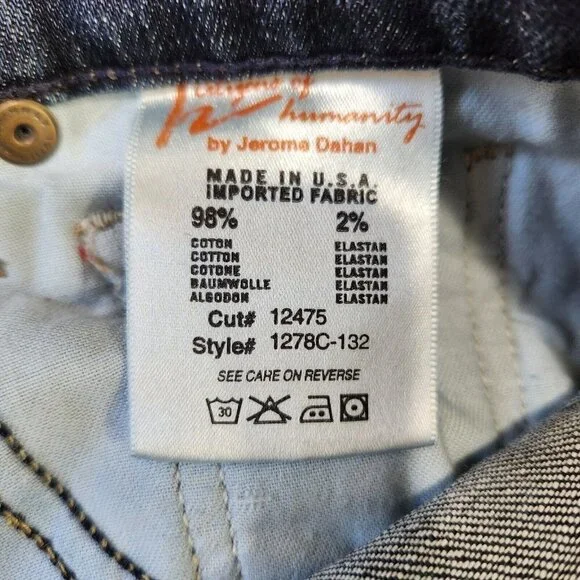 citizens of
humanity
by Jerome Dahan
MADE IN U.S.A.
IMPORTED FABRIC
98% 2%
COTON ELASTAN
COTTON ELASTAN
COTONE ELASTAN
BAUMWOLLE ELASTAN
ALGODON ELASTAN
Cut# 12475
Style# 1278C-132
SEE CARE ON REVERSE
30